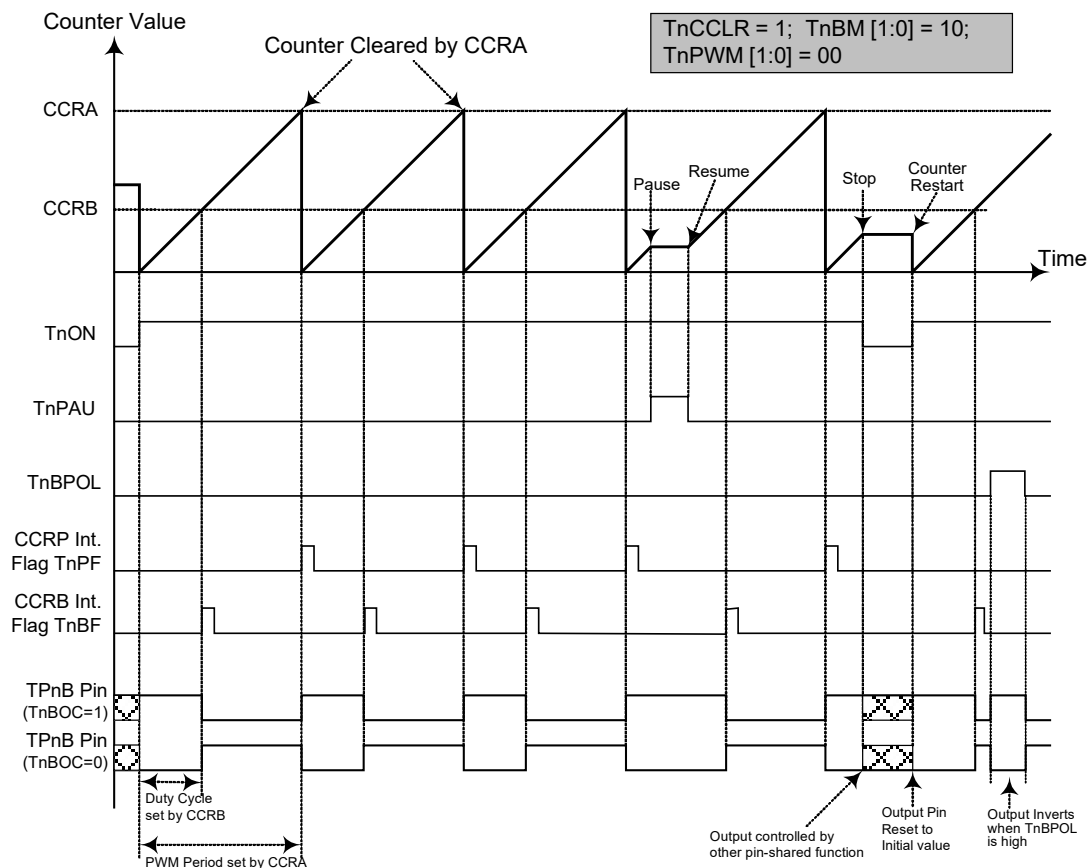 Counter Value
TnCCLR = 1; TnBM [1:0] = 10;
TnPWM [1:0] = 00
Counter Cleared by CCRA
CCRA
Pause
Resume
Stop
Counter
Restart
CCRB
Time
TnON
TnPAU
TnBPOL
CCRP Int.
Flag TnPF
CCRB Int.
Flag TnBF
TPnB Pin
(TnBOC=1)
TPnB Pin
(TnBOC=0)
Duty Cycle
set by CCRB
PWM Period set by CCRA
Output controlled by
other pin-shared function
Output Pin
Reset to
Initial value
Output Inverts
when TnBPOL
is high